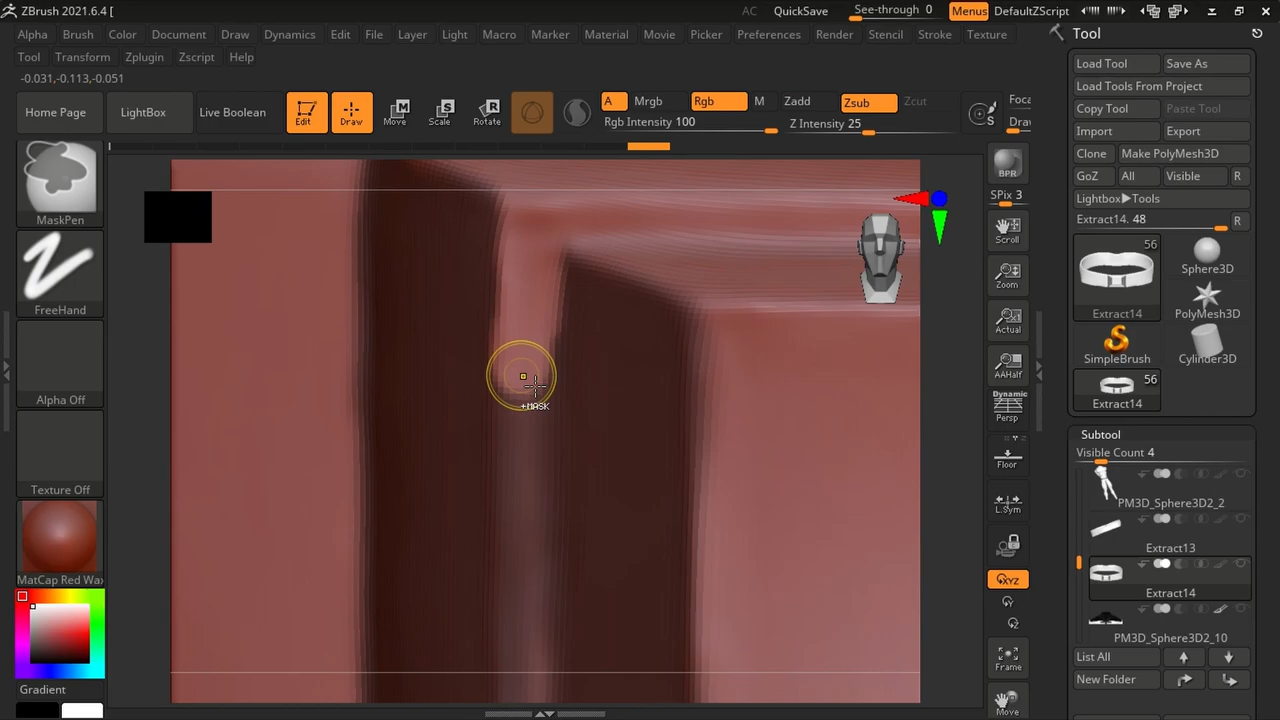 ZBrush 2021.6.4 [
AC
QuickSave
See-through 0
Menus
DefaultZScript
Alpha Brush Color Document Draw Dynamics Edit File Layer Light Macro Marker Material Movie Picker Preferences Render Stencil Stroke Texture
Tool Transform Zplugin Zscript Help
-0.031,-0.113,-0.051
Home Page
LightBox
Live Boolean
Edit
Draw
M
Move
S
Scale
R
Rotate
A
Mrgb
Rgb
M
Zadd
Zsub
Zcut
Rgb Intensity 100
Z Intensity 25
S
Foca
Draw
MaskPen
FreeHand
Alpha Off
Texture Off
MatCap Red Wax
Gradient
+MASK
BPR
SPix 3
Scroll
Zoom
Actual
AAHalf
Dynamic
Persp
Floor
L.Sym
XYZ
Y
Z
Frame
Move
Tool
Load Tool
Save As
Load Tools From Project
Copy Tool
Paste Tool
Import
Export
Clone
Make PolyMesh3D
GoZ
All
Visible
R
Lightbox▶Tools
Extract14. 48
R
56
Extract14
Sphere3D
PolyMesh3D
SimpleBrush
Cylinder3D
56
Extract14
Subtool
Visible Count 4
PM3D_Sphere3D2_2
Extract13
Extract14
PM3D_Sphere3D2_10
List All
New Folder